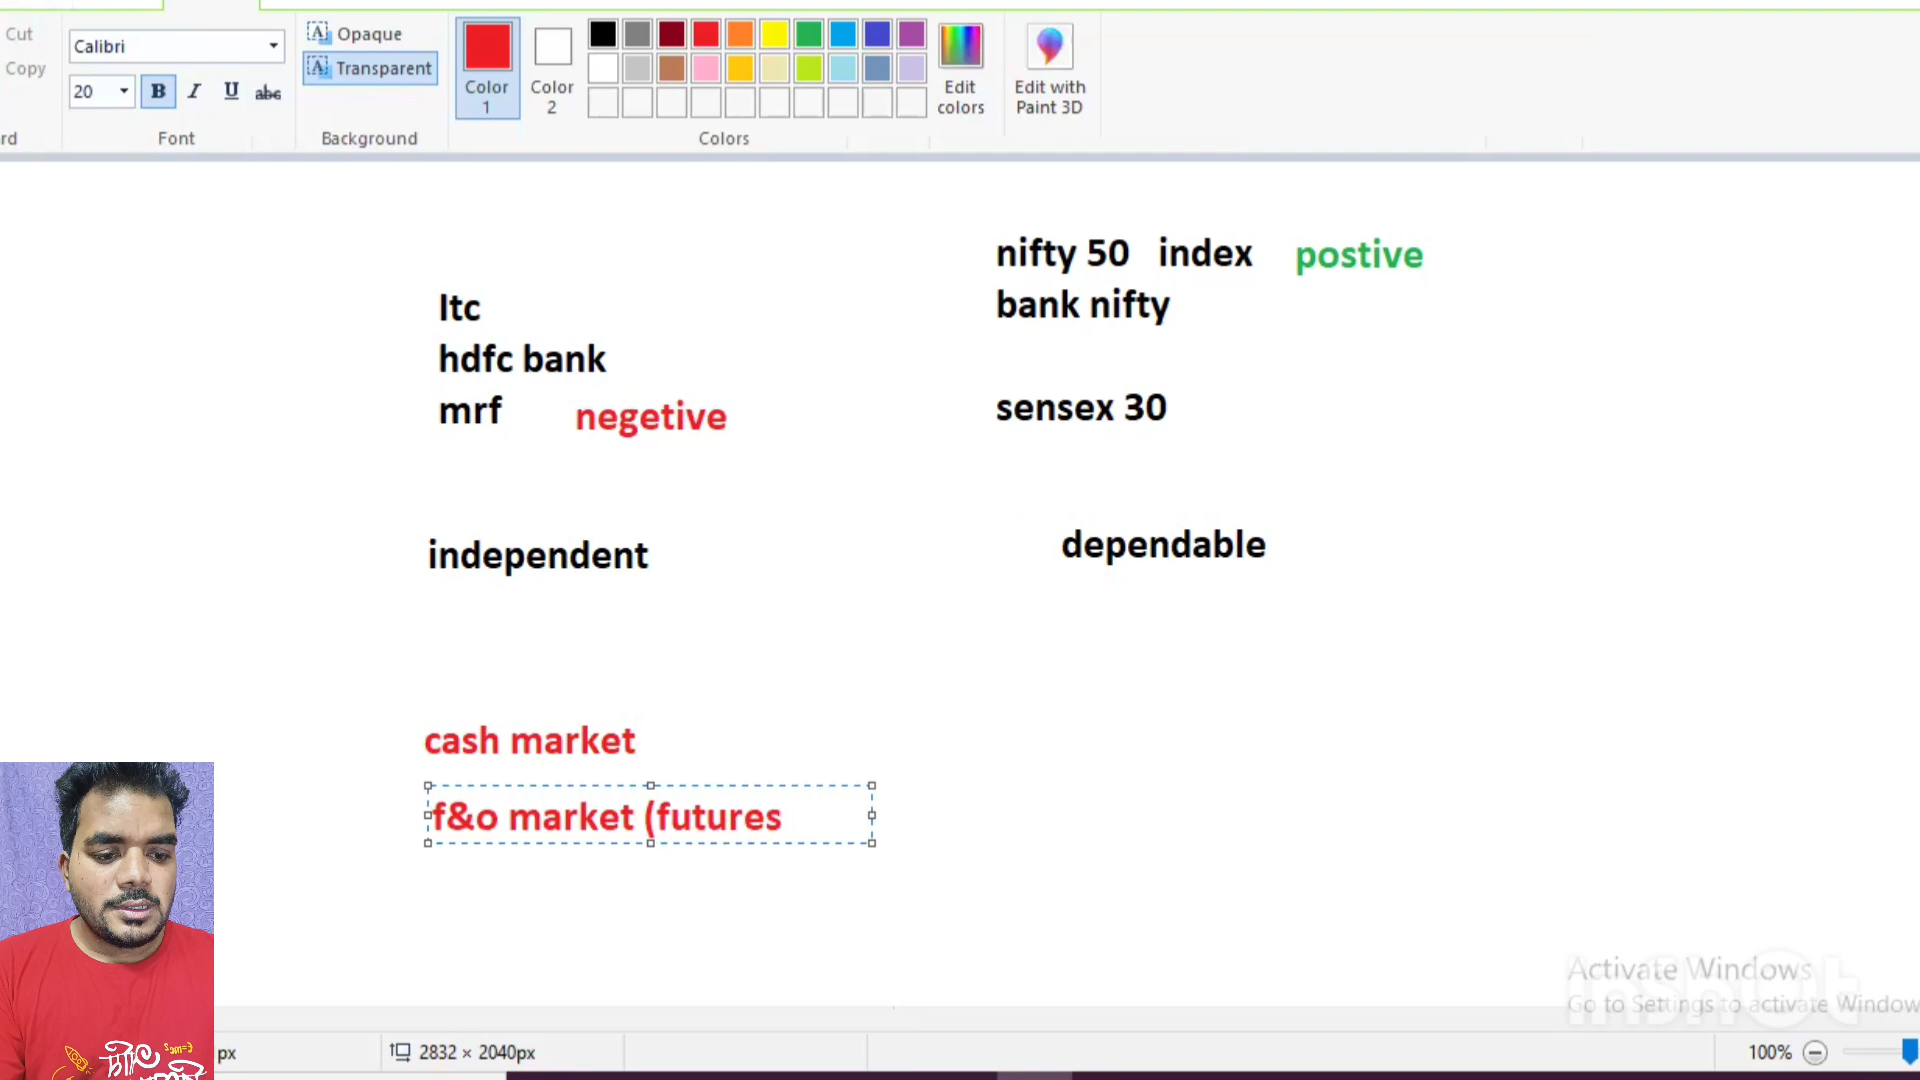 Cut
Copy
rd
Calibri
20
B I U abc
Font
Opaque
Transparent
Background
Color 1
Color 2
Colors
Edit colors
Edit with Paint 3D
nifty 50 index postive
bank nifty
ltc
hdfc bank
mrf negetive
sensex 30
independent
dependable
cash market
f&o market (futures
Activate Windows
Go to Settings to activate Window
InShOt
E=mc2
px
2832 × 2040px
100%